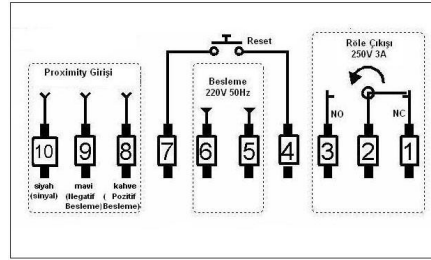 Reset
Proximity Girişi
Besleme
220V 50Hz
Röle Çıkışı
250V 3A
NO
NC
10
9
8
7
6
5
4
3
2
1
siyah
(sinyal)
mavi
(Negatif
Besleme)
kahve
( Pozitif
Besleme)